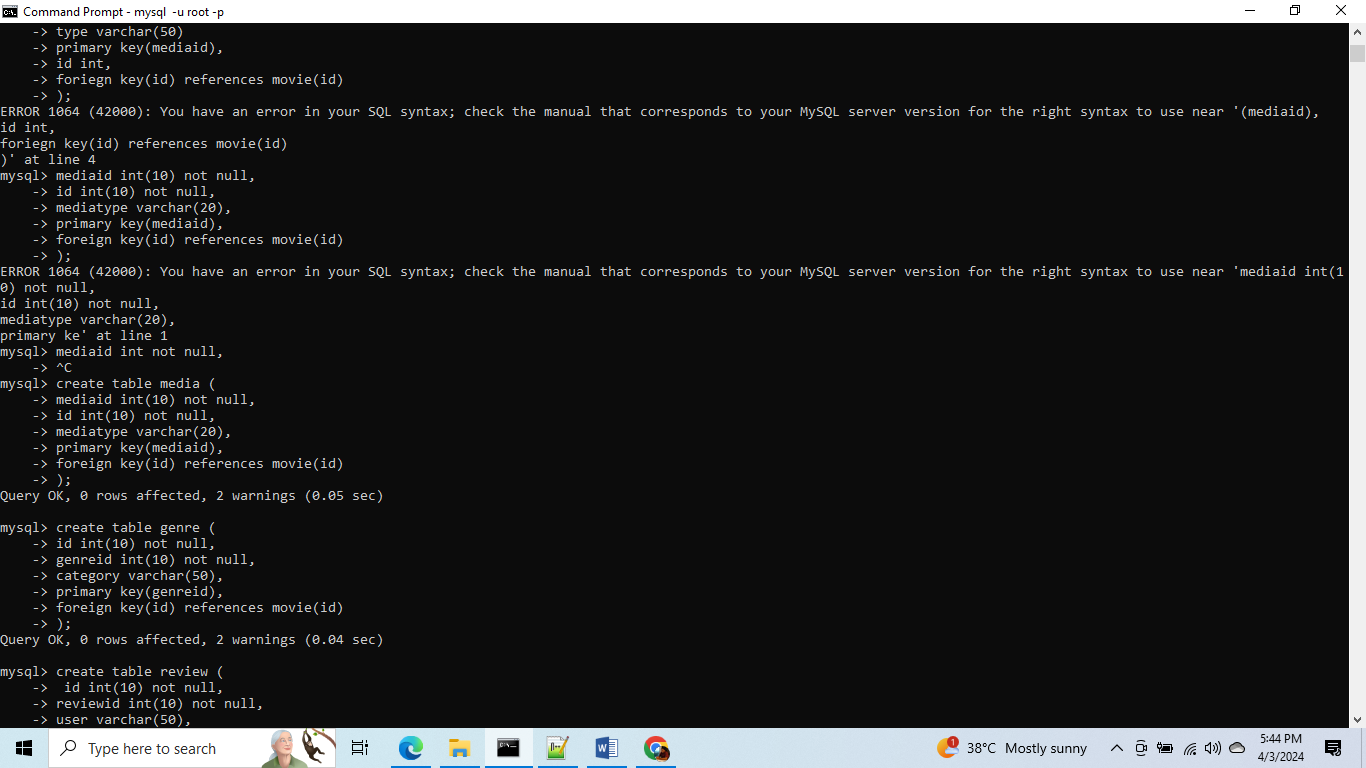 Command Prompt - mysql  -u root -p
    -> type varchar(50)
    -> primary key(mediaid),
    -> id int,
    -> foriegn key(id) references movie(id)
    -> );
ERROR 1064 (42000): You have an error in your SQL syntax; check the manual that corresponds to your MySQL server version for the right syntax to use near '(mediaid),
id int,
foriegn key(id) references movie(id)
)' at line 4
mysql> mediaid int(10) not null,
    -> id int(10) not null,
    -> mediatype varchar(20),
    -> primary key(mediaid),
    -> foreign key(id) references movie(id)
    -> );
ERROR 1064 (42000): You have an error in your SQL syntax; check the manual that corresponds to your MySQL server version for the right syntax to use near 'mediaid int(1
0) not null,
id int(10) not null,
mediatype varchar(20),
primary ke' at line 1
mysql> mediaid int not null,
    -> ^C
mysql> create table media (
    -> mediaid int(10) not null,
    -> id int(10) not null,
    -> mediatype varchar(20),
    -> primary key(mediaid),
    -> foreign key(id) references movie(id)
    -> );
Query OK, 0 rows affected, 2 warnings (0.05 sec)
mysql> create table genre (
    -> id int(10) not null,
    -> genreid int(10) not null,
    -> category varchar(50),
    -> primary key(genreid),
    -> foreign key(id) references movie(id)
    -> );
Query OK, 0 rows affected, 2 warnings (0.04 sec)
mysql> create table review (
    ->  id int(10) not null,
    -> reviewid int(10) not null,
    -> user varchar(50),
Type here to search
1
38°C Mostly sunny
5:44 PM
4/3/2024